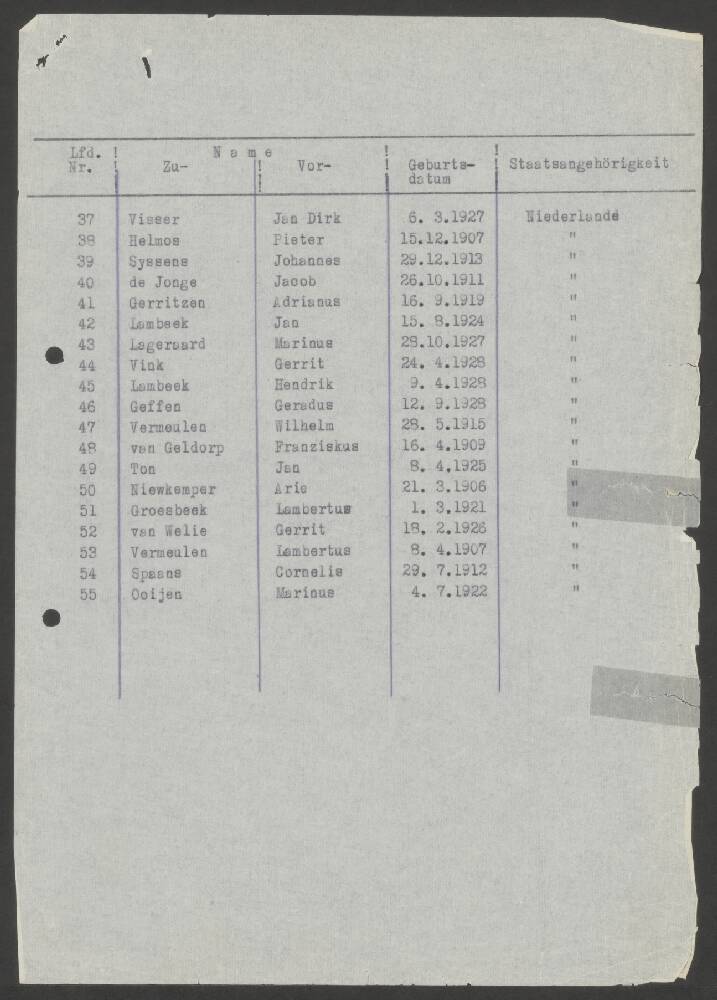 Lfd. ! N a m e ! !
Nr. ! Zu- ! Vor- ! Geburts- ! Staatsangehörigkeit
datum
37 Visser Jan Dirk 6. 3.1927 Niederlande
38 Helmos Pieter 15.12.1907 "
39 Syssens Johannes 29.12.1913 "
40 de Jonge Jacob 26.10.1911 "
41 Gerritzen Adrianus 16. 9.1919 "
42 Lambeek Jan 15. 8.1924 "
43 Lageraard Marinus 28.10.1927 "
44 Vink Gerrit 24. 4.1928 "
45 Lambeek Hendrik 9. 4.1928 "
46 Geffen Geradus 12. 9.1928 "
47 Vermeulen Wilhelm 28. 5.1915 "
48 van Geldorp Franziskus 16. 4.1909 "
49 Ton Jan 8. 4.1925 "
50 Niewkemper Arie 21. 3.1906 "
51 Groesbeek Lambertus 1. 3.1921 "
52 van Welie Gerrit 18. 2.1926 "
53 Vermeulen Lambertus 8. 4.1907 "
54 Spaans Cornelis 29. 7.1912 "
55 Ooijen Marinus 4. 7.1922 "